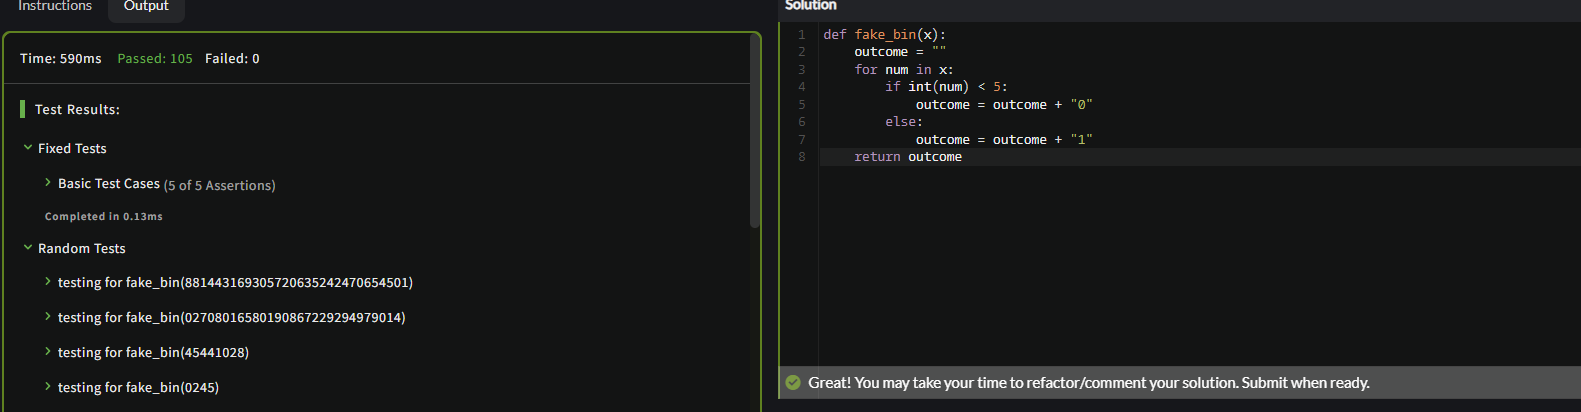 Instructions Output
Time: 590ms Passed: 105 Failed: 0
Test Results:
Fixed Tests
Basic Test Cases (5 of 5 Assertions)
Completed in 0.13ms
Random Tests
testing for fake_bin(881443169305720635242470654501)
testing for fake_bin(02708016580190867229294979014)
testing for fake_bin(45441028)
testing for fake_bin(0245)
Solution
1 def fake_bin(x):
2     outcome = ""
3     for num in x:
4         if int(num) < 5:
5             outcome = outcome + "0"
6         else:
7             outcome = outcome + "1"
8     return outcome
Great! You may take your time to refactor/comment your solution. Submit when ready.